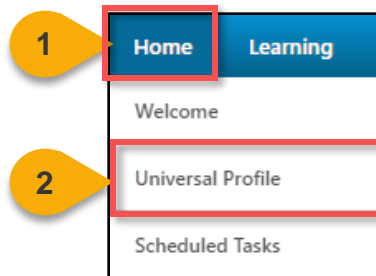 1 Home Learning
Welcome
2 Universal Profile
Scheduled Tasks